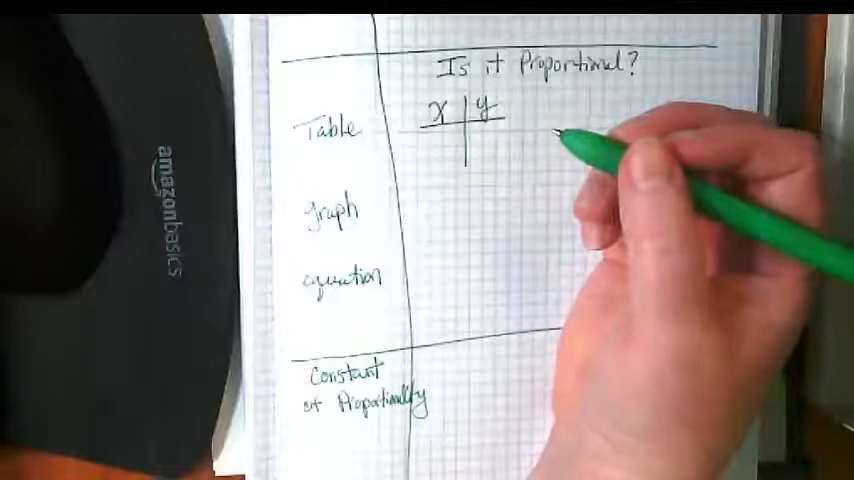 Is it Proportional?
x y
Table
graph
equation
Constant
of Proportionality
amazonbasics